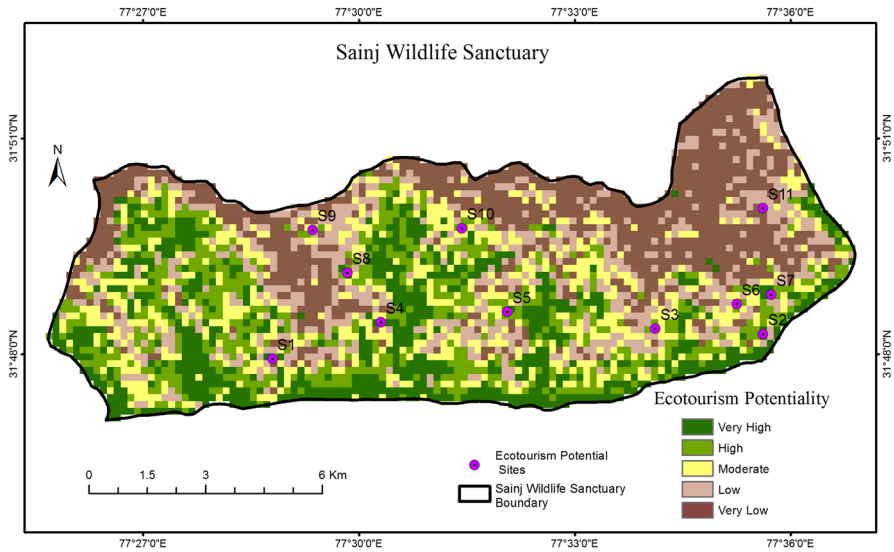 77°27'0"E 77°30'0"E 77°33'0"E 77°36'0"E
Sainj Wildlife Sanctuary
31°51'0"N 31°51'0"N
N
S11
S9 S10
S8
S7
S6
S5
S4
S3 S2
S1
31°48'0"N 31°48'0"N
Ecotourism Potentiality
Very High
High
Moderate
Low
Very Low
Ecotourism Potential
Sites
Sainj Wildlife Sanctuary
Boundary
0 1.5 3 6 Km
77°27'0"E 77°30'0"E 77°33'0"E 77°36'0"E